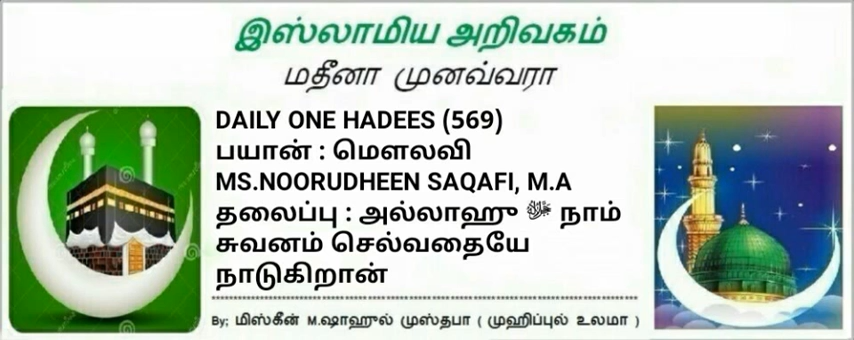 இஸ்லாமிய அறிவகம்
மதீனா முனவ்வரா
DAILY ONE HADEES (569)
பயான் : மௌலவி
MS.NOORUDHEEN SAQAFI, M.A
தலைப்பு : அல்லாஹு ﷻ நாம்
சுவனம் செல்வதையே
நாடுகிறான்
By; மிஸ்கீன் M.ஷாஹுல் முஸ்தபா ( முஹிப்புல் உலமா )